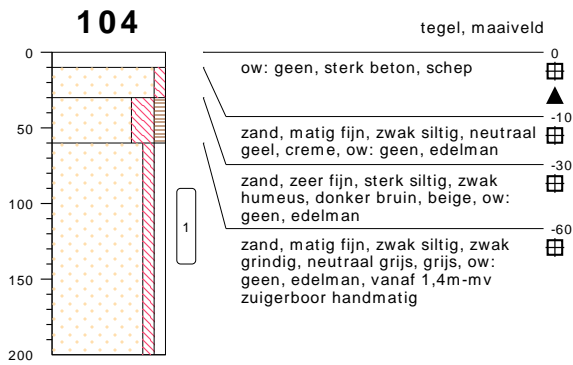 104
tegel, maaiveld
0
0
ow: geen, sterk beton, schep
-10
zand, matig fijn, zwak siltig, neutraal
geel, creme, ow: geen, edelman
50
-30
zand, zeer fijn, sterk siltig, zwak
humeus, donker bruin, beige, ow:
geen, edelman
100
-60
1
zand, matig fijn, zwak siltig, zwak
grindig, neutraal grijs, grijs, ow:
geen, edelman, vanaf 1,4m-mv
zuigerboor handmatig
150
200